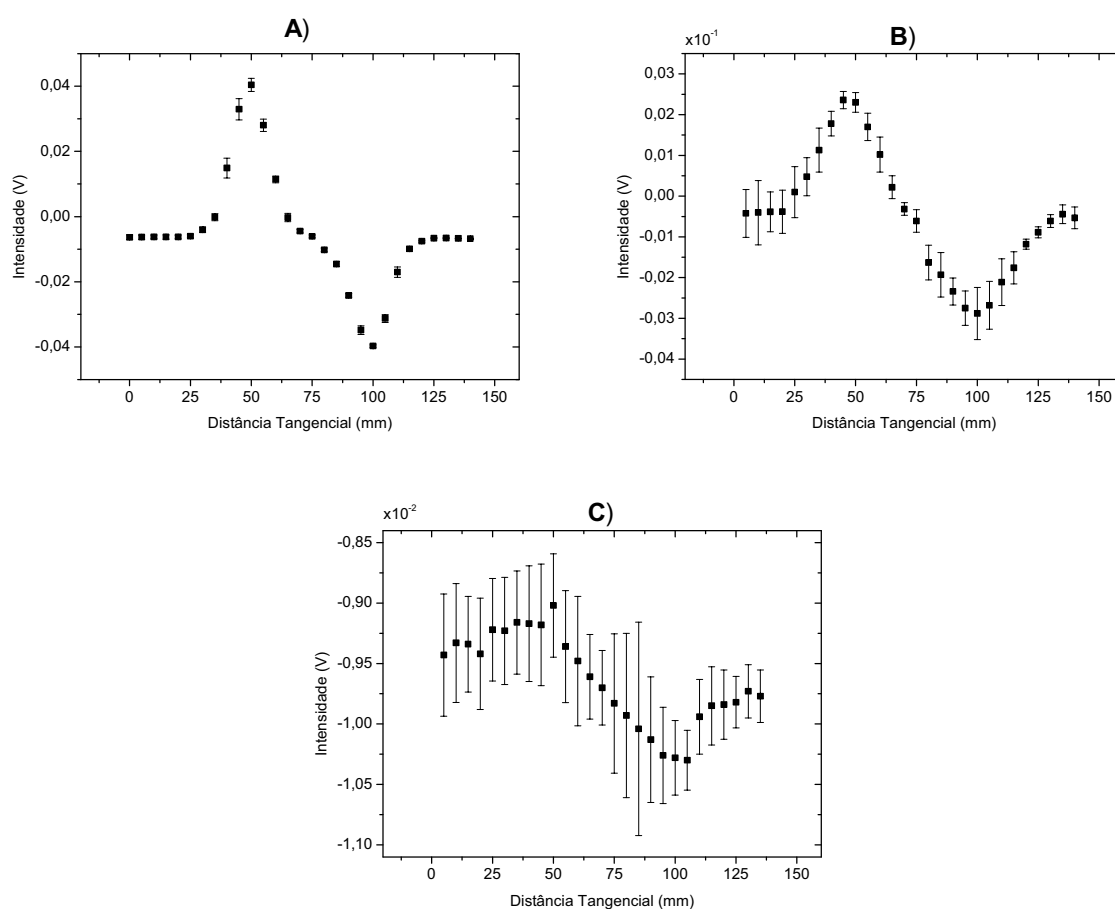 A)
0,04
0,02
0,00
-0,02
-0,04
Intensidade (V)
0 25 50 75 100 125 150
Distância Tangencial (mm)
B)
x10⁻¹
0,03
0,02
0,01
0,00
-0,01
-0,02
-0,03
-0,04
Intensidade (V)
0 25 50 75 100 125 150
Distância Tangencial (mm)
C)
x10⁻²
-0,85
-0,90
-0,95
-1,00
-1,05
-1,10
Intensidade (V)
0 25 50 75 100 125 150
Distância Tangencial (mm)